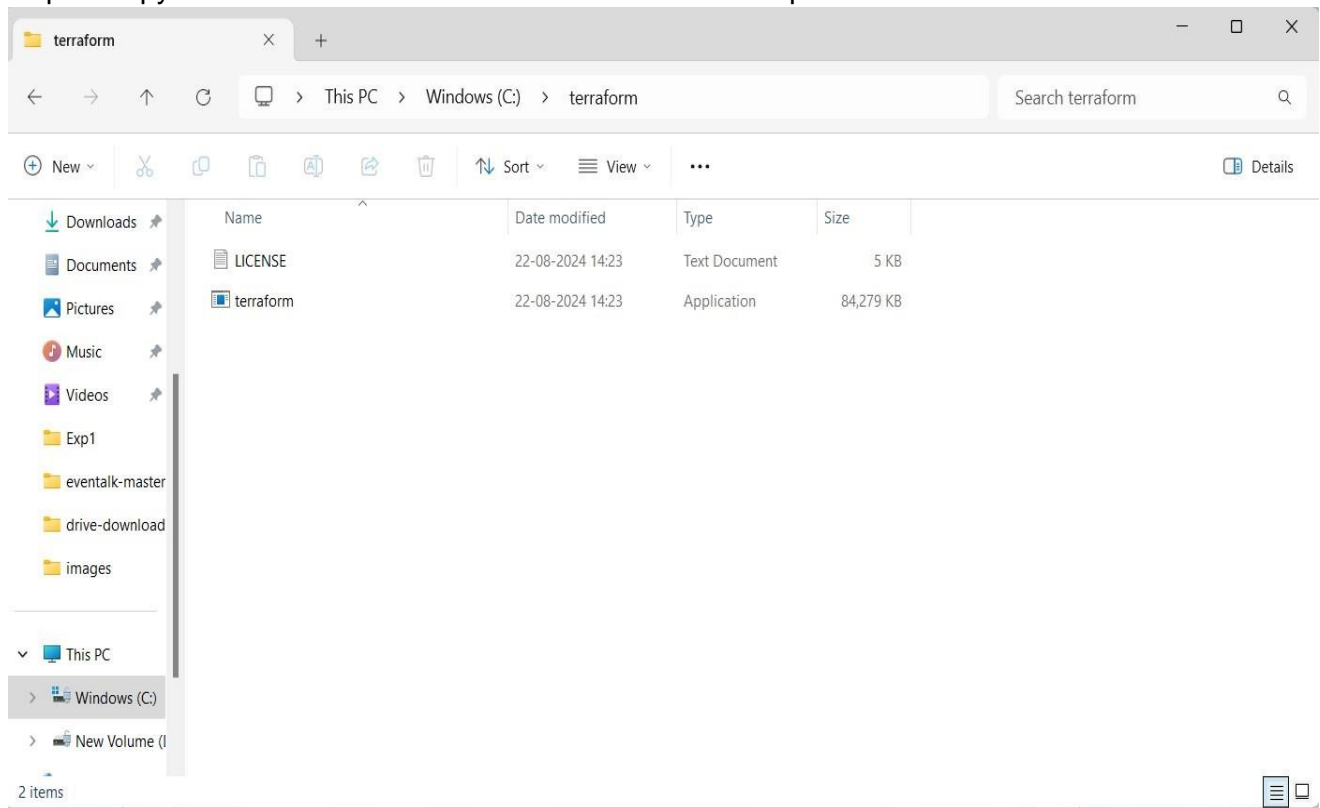 terraform
This PC > Windows (C:) > terraform
Search terraform
New
Sort
View
Details
Downloads
Documents
Pictures
Music
Videos
Exp1
eventalk-master
drive-download
images
This PC
Windows (C:)
New Volume (
Name Date modified Type Size
LICENSE 22-08-2024 14:23 Text Document 5 KB
terraform 22-08-2024 14:23 Application 84,279 KB
2 items